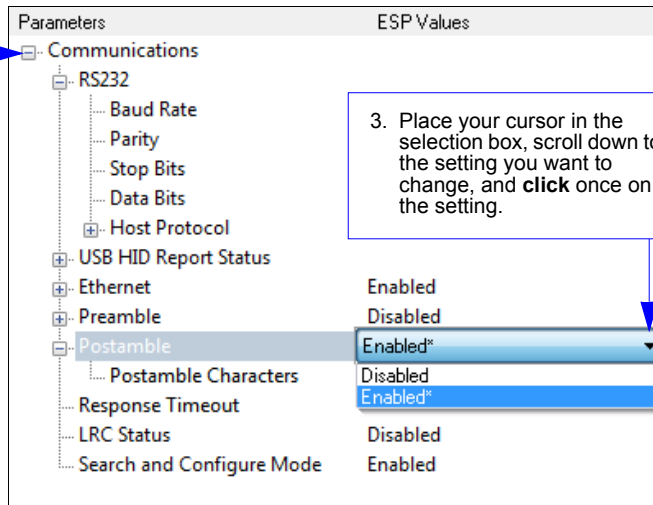 Parameters ESP Values
Communications
RS232
Baud Rate
Parity
Stop Bits
Data Bits
Host Protocol
3. Place your cursor in the
selection box, scroll down to
the setting you want to
change, and click once on
the setting.
USB HID Report Status
Ethernet Enabled
Preamble Disabled
Postamble Enabled*
Postamble Characters Disabled
Enabled*
Response Timeout
LRC Status Disabled
Search and Configure Mode Enabled